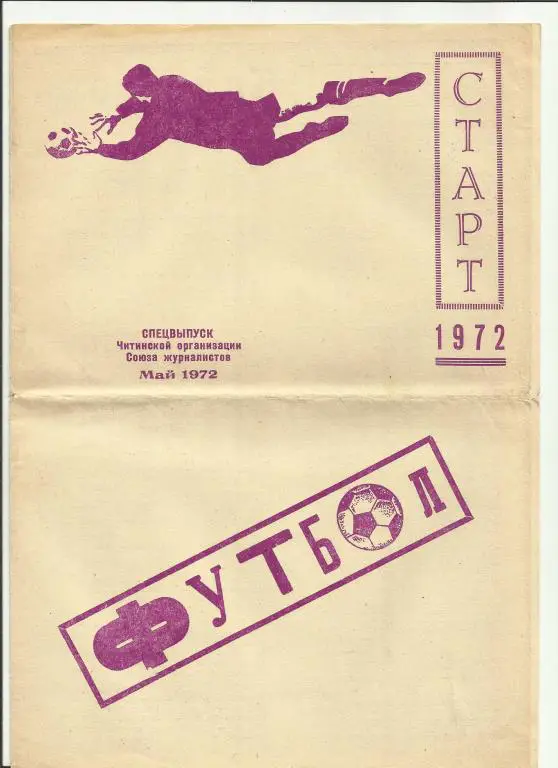 СТАРТ
1972
СПЕЦВЫПУСК
Читинской организации
Союза журналистов
Май 1972
ФУТБОЛ